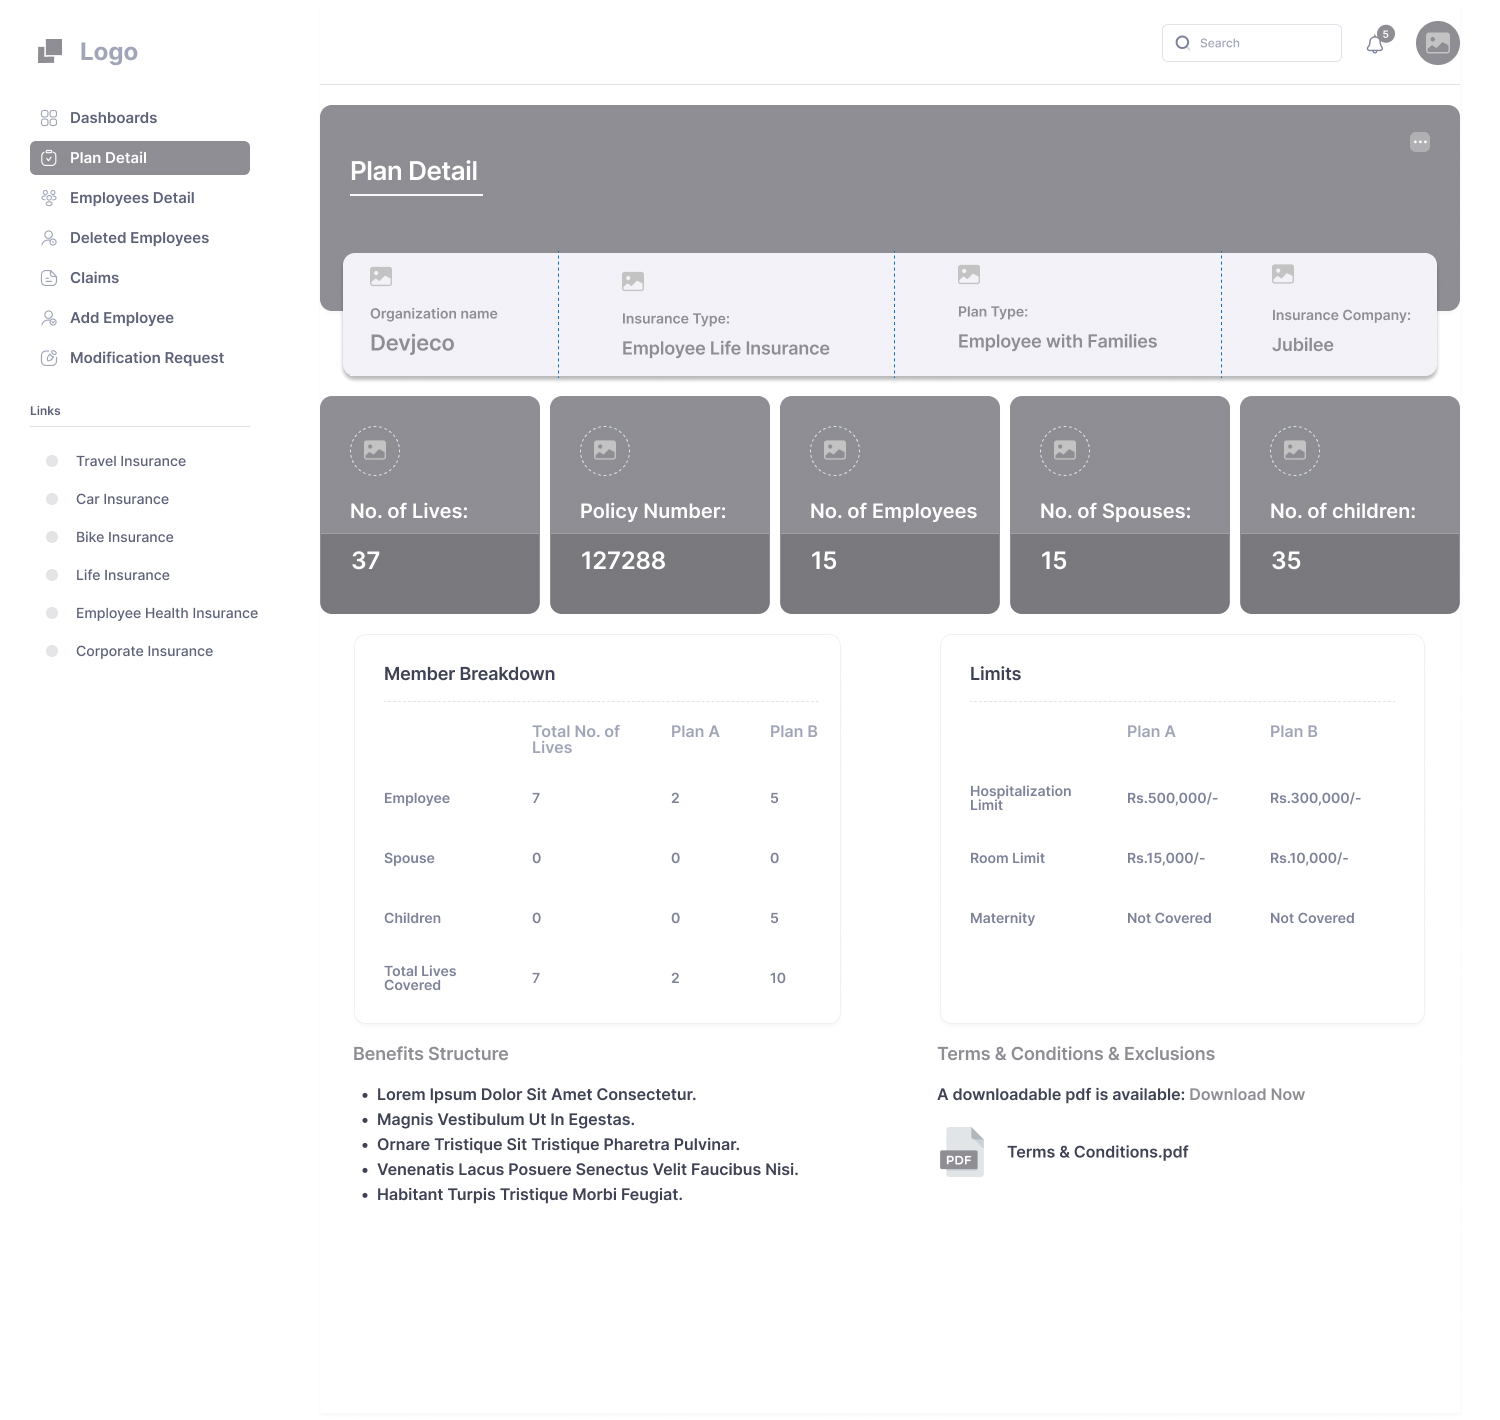 Logo
Search
5
Dashboards
Plan Detail
Employees Detail
Deleted Employees
Claims
Add Employee
Modification Request
Links
Travel Insurance
Car Insurance
Bike Insurance
Life Insurance
Employee Health Insurance
Corporate Insurance
Plan Detail
Organization name
Devjeco
Insurance Type:
Employee Life Insurance
Plan Type:
Employee with Families
Insurance Company:
Jubilee
No. of Lives:
37
Policy Number:
127288
No. of Employees
15
No. of Spouses:
15
No. of children:
35
Member Breakdown
Total No. of
Lives
Plan A
Plan B
Employee 7 2 5
Spouse 0 0 0
Children 0 0 5
Total Lives
Covered
7 2 10
Limits
Plan A
Plan B
Hospitalization
Limit
Rs.500,000/- Rs.300,000/-
Room Limit Rs.15,000/- Rs.10,000/-
Maternity Not Covered Not Covered
Benefits Structure
• Lorem Ipsum Dolor Sit Amet Consectetur.
• Magnis Vestibulum Ut In Egestas.
• Ornare Tristique Sit Tristique Pharetra Pulvinar.
• Venenatis Lacus Posuere Senectus Velit Faucibus Nisi.
• Habitant Turpis Tristique Morbi Feugiat.
Terms & Conditions & Exclusions
A downloadable pdf is available: Download Now
PDF
Terms & Conditions.pdf